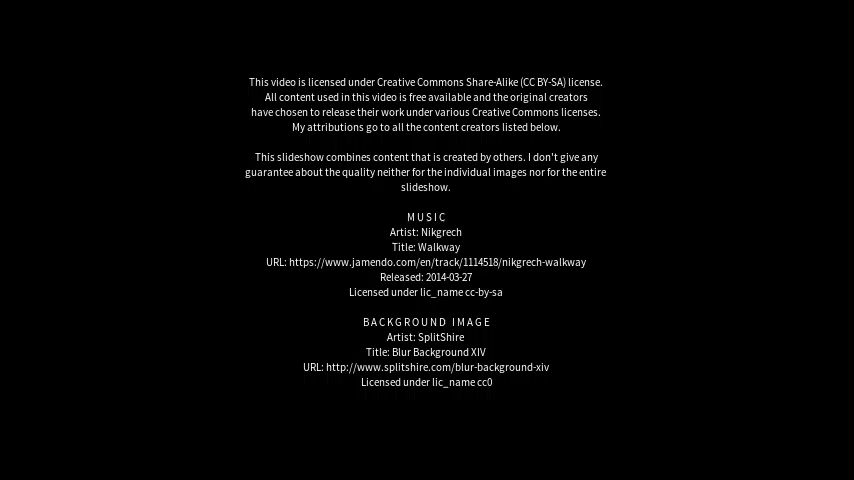 This video is licensed under Creative Commons Share-Alike (CC BY-SA) license.
All content used in this video is free available and the original creators
have chosen to release their work under various Creative Commons licenses.
My attributions go to all the content creators listed below.
This slideshow combines content that is created by others. I don't give any
guarantee about the quality neither for the individual images nor for the entire
slideshow.
MUSIC
Artist: Nikgrech
Title: Walkway
URL: https://www.jamendo.com/en/track/1114518/nikgrech-walkway
Released: 2014-03-27
Licensed under lic_name cc-by-sa
BACKGROUND IMAGE
Artist: SplitShire
Title: Blur Background XIV
URL: http://www.splitshire.com/blur-background-xiv
Licensed under lic_name cc0